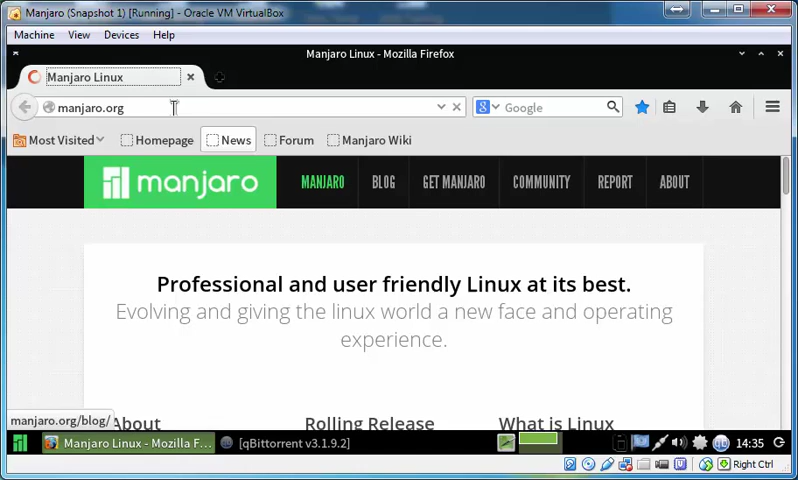 Manjaro (Snapshot 1) [Running] - Oracle VM VirtualBox
Machine View Devices Help
Manjaro Linux - Mozilla Firefox
Manjaro Linux
manjaro.org
Google
Most Visited Homepage News Forum Manjaro Wiki
manjaro MANJARO BLOG GET MANJARO COMMUNITY REPORT ABOUT
Professional and user friendly Linux at its best.
Evolving and giving the linux world a new face and operating
experience.
manjaro.org/blog/
About Rolling Release What is Linux
Manjaro Linux - Mozilla F... [qBittorrent v3.1.9.2] 14:35
Right Ctrl